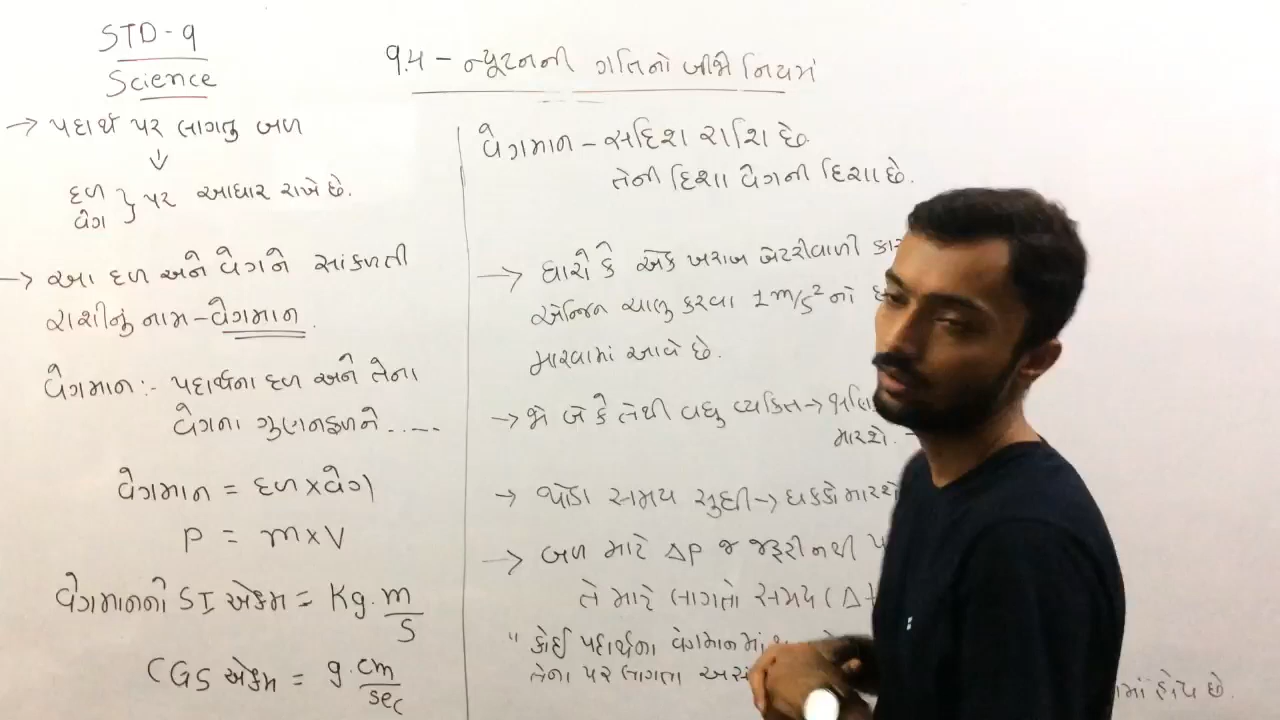 STD-9
Science
9.4 - ન્યૂટનની ગતિનો બીજો નિયમ
→ પદાર્થ પર લાગતુ બળ
↓
દળ
વેગ } પર આધાર રાખે છે.
→ આ દળ અને વેગને સાંકળતી
રાશીનું નામ - વેગમાન.
વેગમાન :- પદાર્થના દળ અને તેના
વેગના ગુણનફળને .....
વેગમાન = દળ × વેગ
P = m × V
વેગમાનનો SI એકમ = Kg. m/s
CGS એકમ = g. cm/sec
વેગમાન - સદિશ રાશિ છે.
તેની દિશા વેગની દિશા છે.
→ ધારો કે એક ખરાબ બેટરીવાળી
એન્જિન ચાલુ કરવા 1 m/s² નો
મારવામાં આવે છે.
→ જો બે કે તેથી વધુ વ્યકિત →
મારશે.
→ થોડા સમય સુધી → ધકકો મારશે
→ બળ માટે ΔP જ જરૂરી નથી
તે માટે લાગતો સમય (Δt
" કોઈ પદાર્થના વેગમાનમાં
તેના પર લાગતા
હોય છે.